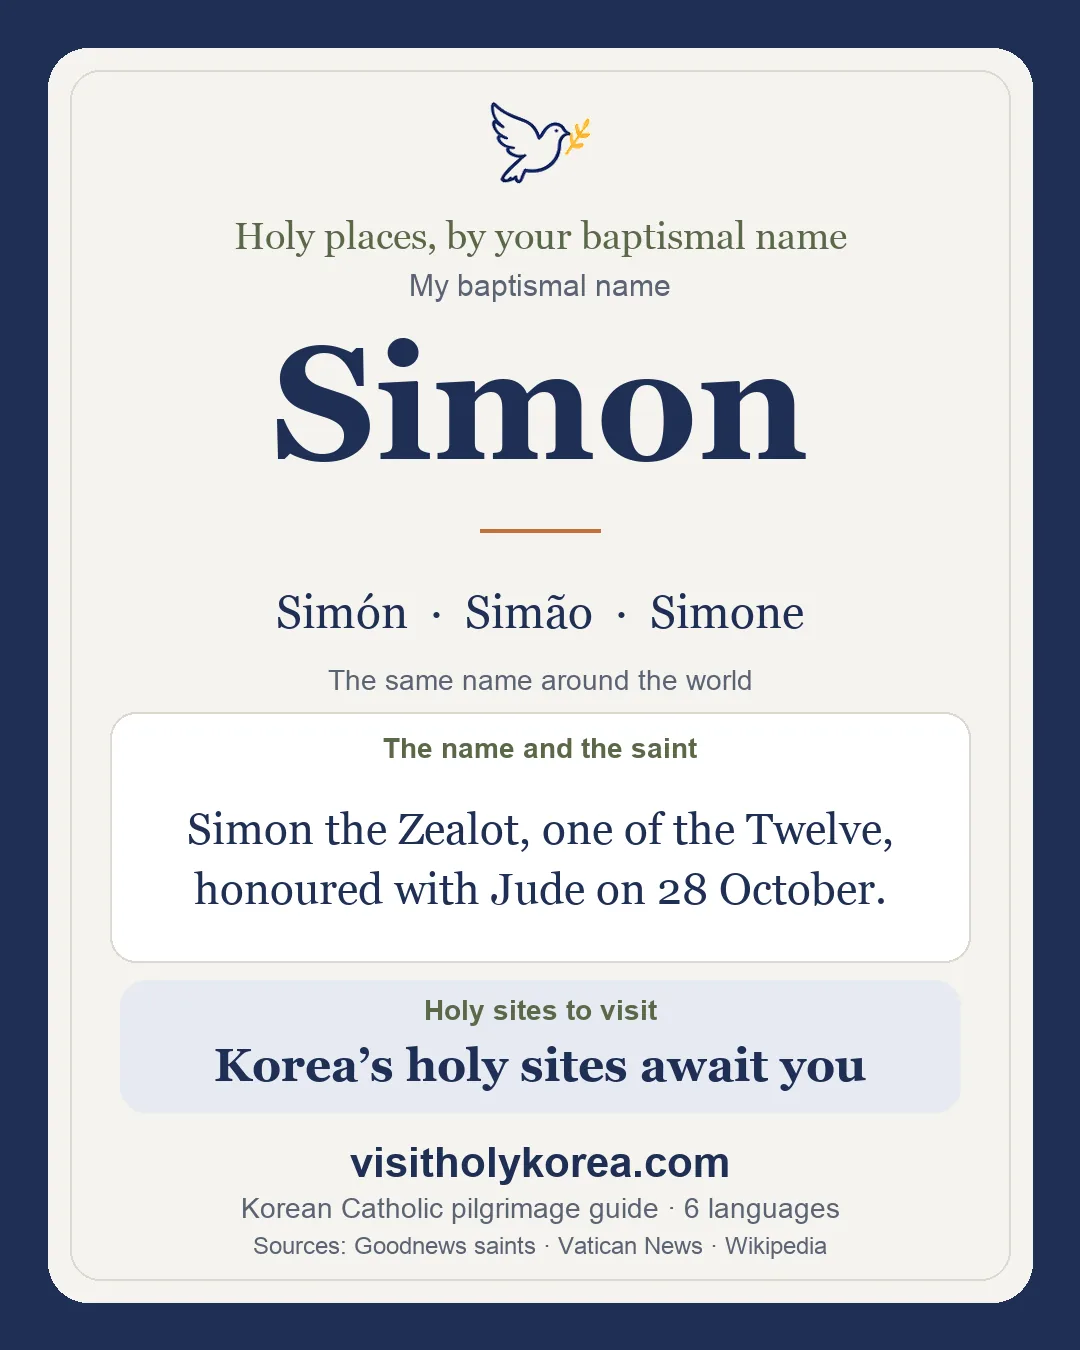 Holy places, by your baptismal name
My baptismal name
Simon
Simón · Simão · Simone
The same name around the world
The name and the saint
Simon the Zealot, one of the Twelve,
honoured with Jude on 28 October.
Holy sites to visit
Korea’s holy sites await you
visitholykorea.com
Korean Catholic pilgrimage guide · 6 languages
Sources: Goodnews saints · Vatican News · Wikipedia